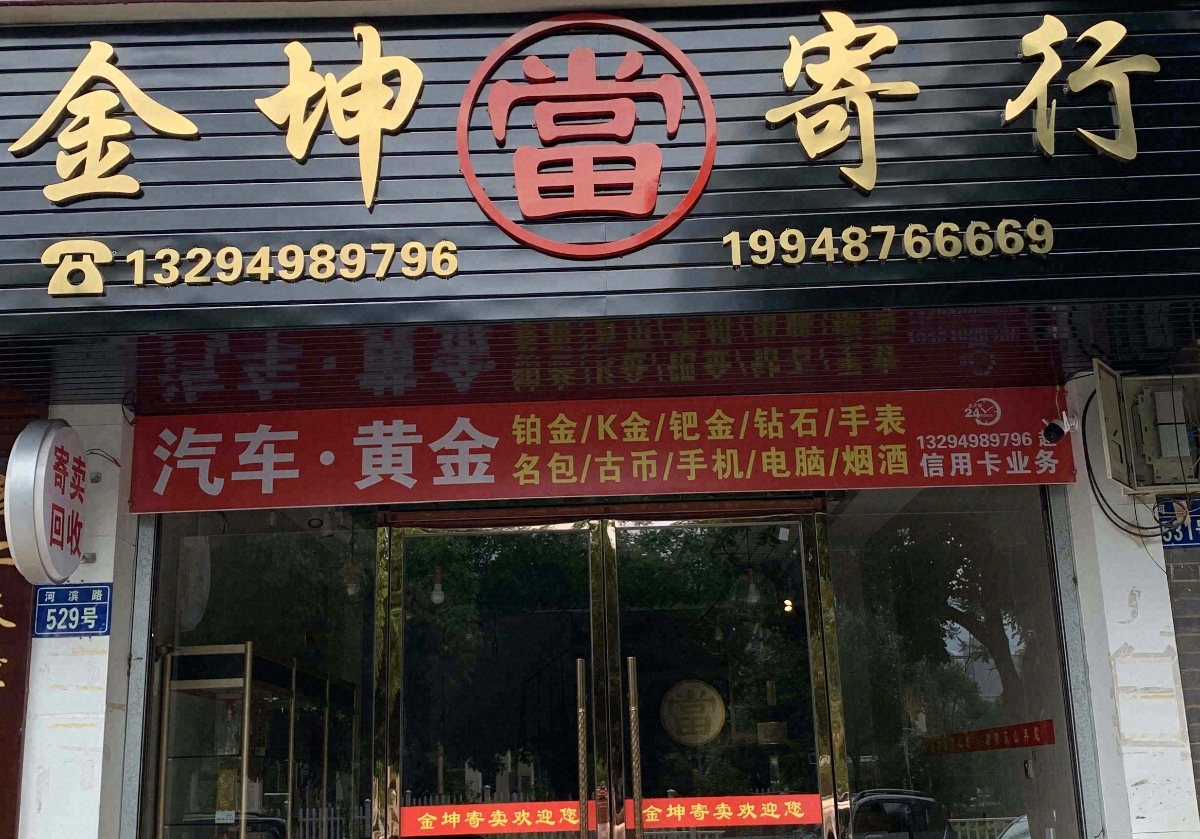 金坤當寄行
13294989796
19948766669
汽车·黄金
铂金/K金/钯金/钻石/手表
名包/古币/手机/电脑/烟酒
24
13294989796 赵
信用卡业务
寄卖
回收
河滨路
529号
531
當
金坤寄卖欢迎您
金坤寄卖欢迎您